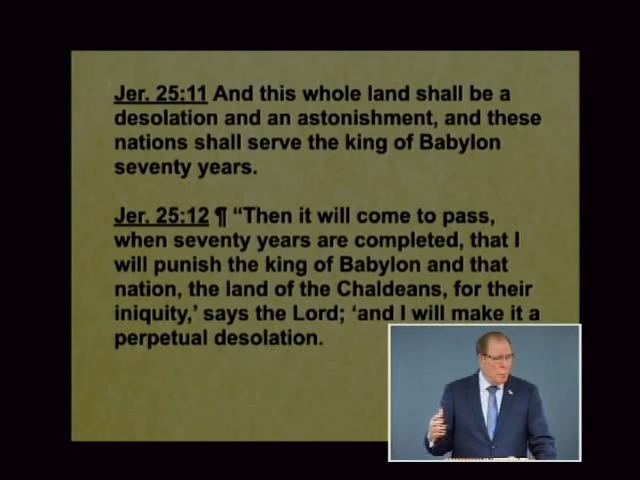 Jer. 25:11 And this whole land shall be a
desolation and an astonishment, and these
nations shall serve the king of Babylon
seventy years.
Jer. 25:12 ¶ “Then it will come to pass,
when seventy years are completed, that I
will punish the king of Babylon and that
nation, the land of the Chaldeans, for their
iniquity,’ says the Lord; ‘and I will make it a
perpetual desolation.